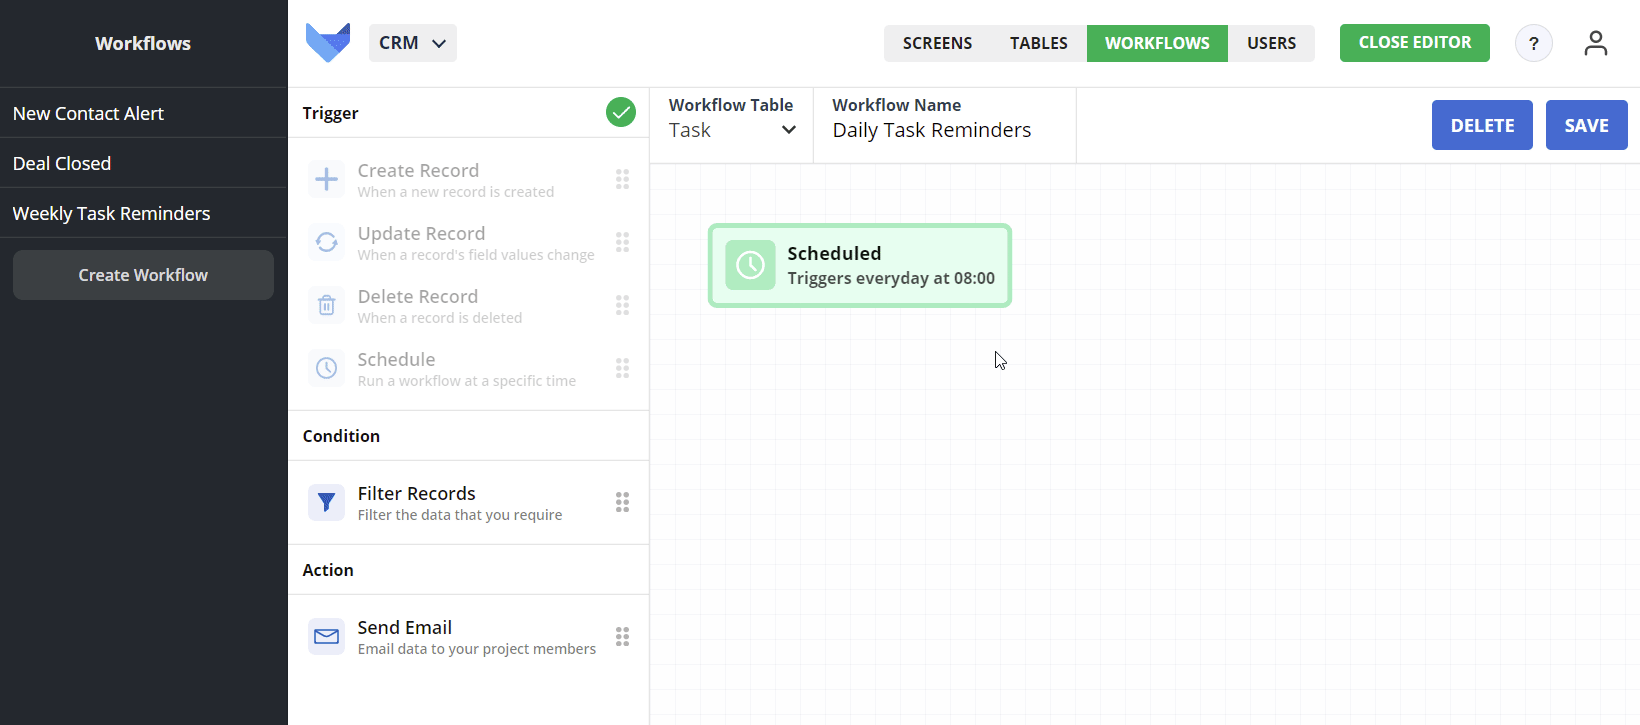 Workflows
New Contact Alert
Deal Closed
Weekly Task Reminders
Create Workflow
CRM
SCREENS
TABLES
WORKFLOWS
USERS
CLOSE EDITOR
?
Trigger
Create Record
When a new record is created
Update Record
When a record's field values change
Delete Record
When a record is deleted
Schedule
Run a workflow at a specific time
Condition
Filter Records
Filter the data that you require
Action
Send Email
Email data to your project members
Workflow Table
Task
Workflow Name
Daily Task Reminders
DELETE
SAVE
Scheduled
Triggers everyday at 08:00